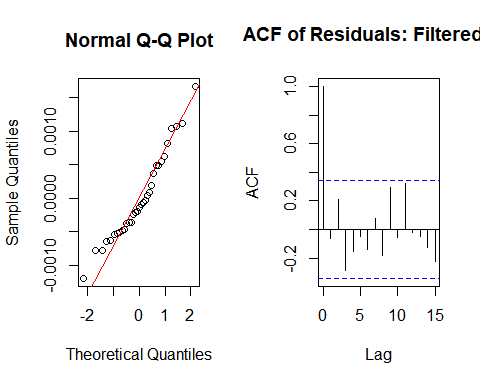 Normal Q-Q Plot
Sample Quantiles
-0.0010 0.0000 0.0010
-2 0 1 2
Theoretical Quantiles
ACF of Residuals: Filtered
ACF
-0.2 0.2 0.6 1.0
0 5 10 15
Lag